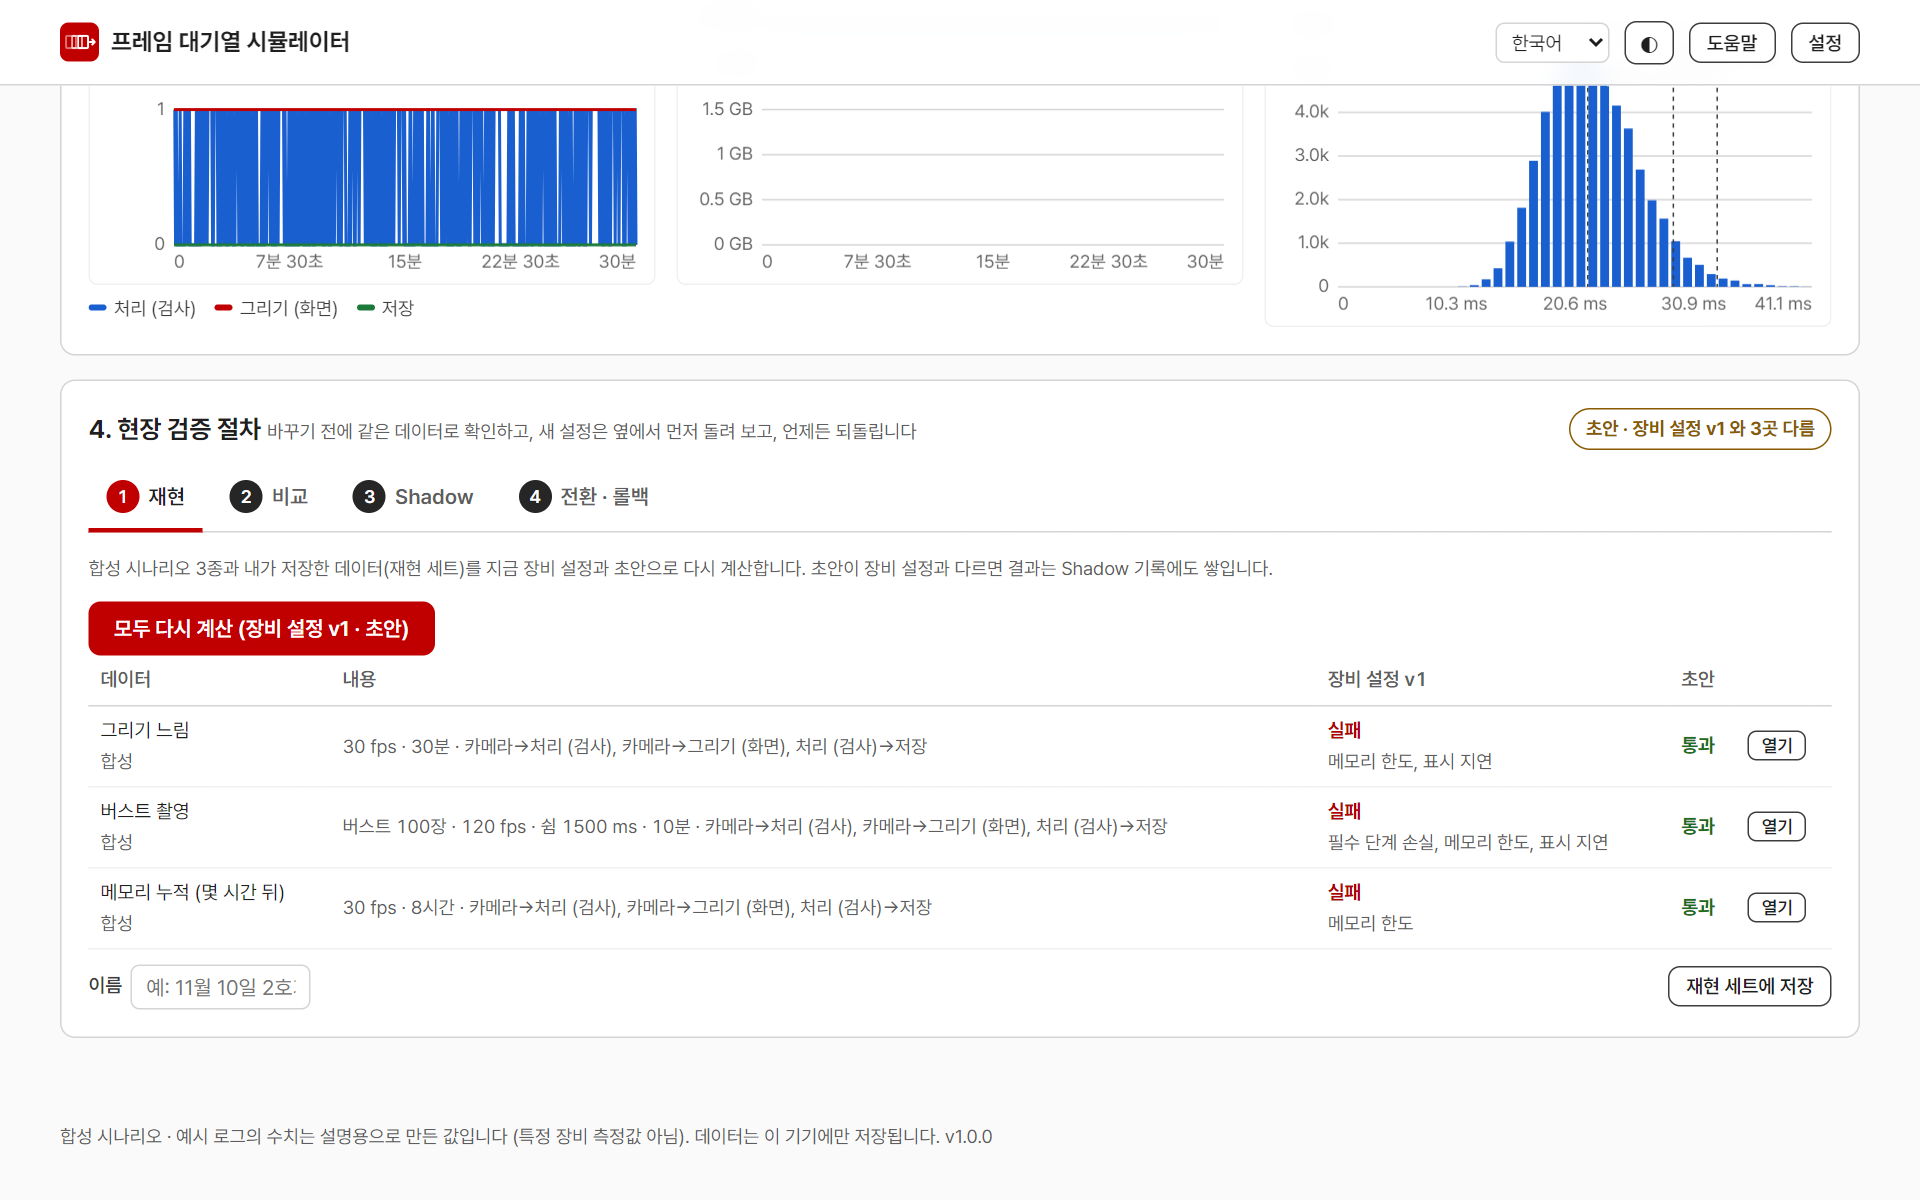 프레임 대기열 시뮬레이터
한국어
도움말
설정
1
0
0
7분 30초
15분
22분 30초
30분
처리 (검사)
그리기 (화면)
저장
1.5 GB
1 GB
0.5 GB
0 GB
0
7분 30초
15분
22분 30초
30분
4.0k
3.0k
2.0k
1.0k
0
0
10.3 ms
20.6 ms
30.9 ms
41.1 ms
4. 현장 검증 절차 바꾸기 전에 같은 데이터로 확인하고, 새 설정은 옆에서 먼저 돌려 보고, 언제든 되돌립니다
초안 · 장비 설정 v1 와 3곳 다름
1 재현
2 비교
3 Shadow
4 전환 · 롤백
합성 시나리오 3종과 내가 저장한 데이터(재현 세트)를 지금 장비 설정과 초안으로 다시 계산합니다. 초안이 장비 설정과 다르면 결과는 Shadow 기록에도 쌓입니다.
모두 다시 계산 (장비 설정 v1 · 초안)
데이터
내용
장비 설정 v1
초안
그리기 느림
합성
30 fps · 30분 · 카메라→처리 (검사), 카메라→그리기 (화면), 처리 (검사)→저장
실패
메모리 한도, 표시 지연
통과
열기
버스트 촬영
합성
버스트 100장 · 120 fps · 쉼 1500 ms · 10분 · 카메라→처리 (검사), 카메라→그리기 (화면), 처리 (검사)→저장
실패
필수 단계 손실, 메모리 한도, 표시 지연
통과
열기
메모리 누적 (몇 시간 뒤)
합성
30 fps · 8시간 · 카메라→처리 (검사), 카메라→그리기 (화면), 처리 (검사)→저장
실패
메모리 한도
통과
열기
이름
예: 11월 10일 2호
재현 세트에 저장
합성 시나리오 · 예시 로그의 수치는 설명용으로 만든 값입니다 (특정 장비 측정값 아님). 데이터는 이 기기에만 저장됩니다. v1.0.0